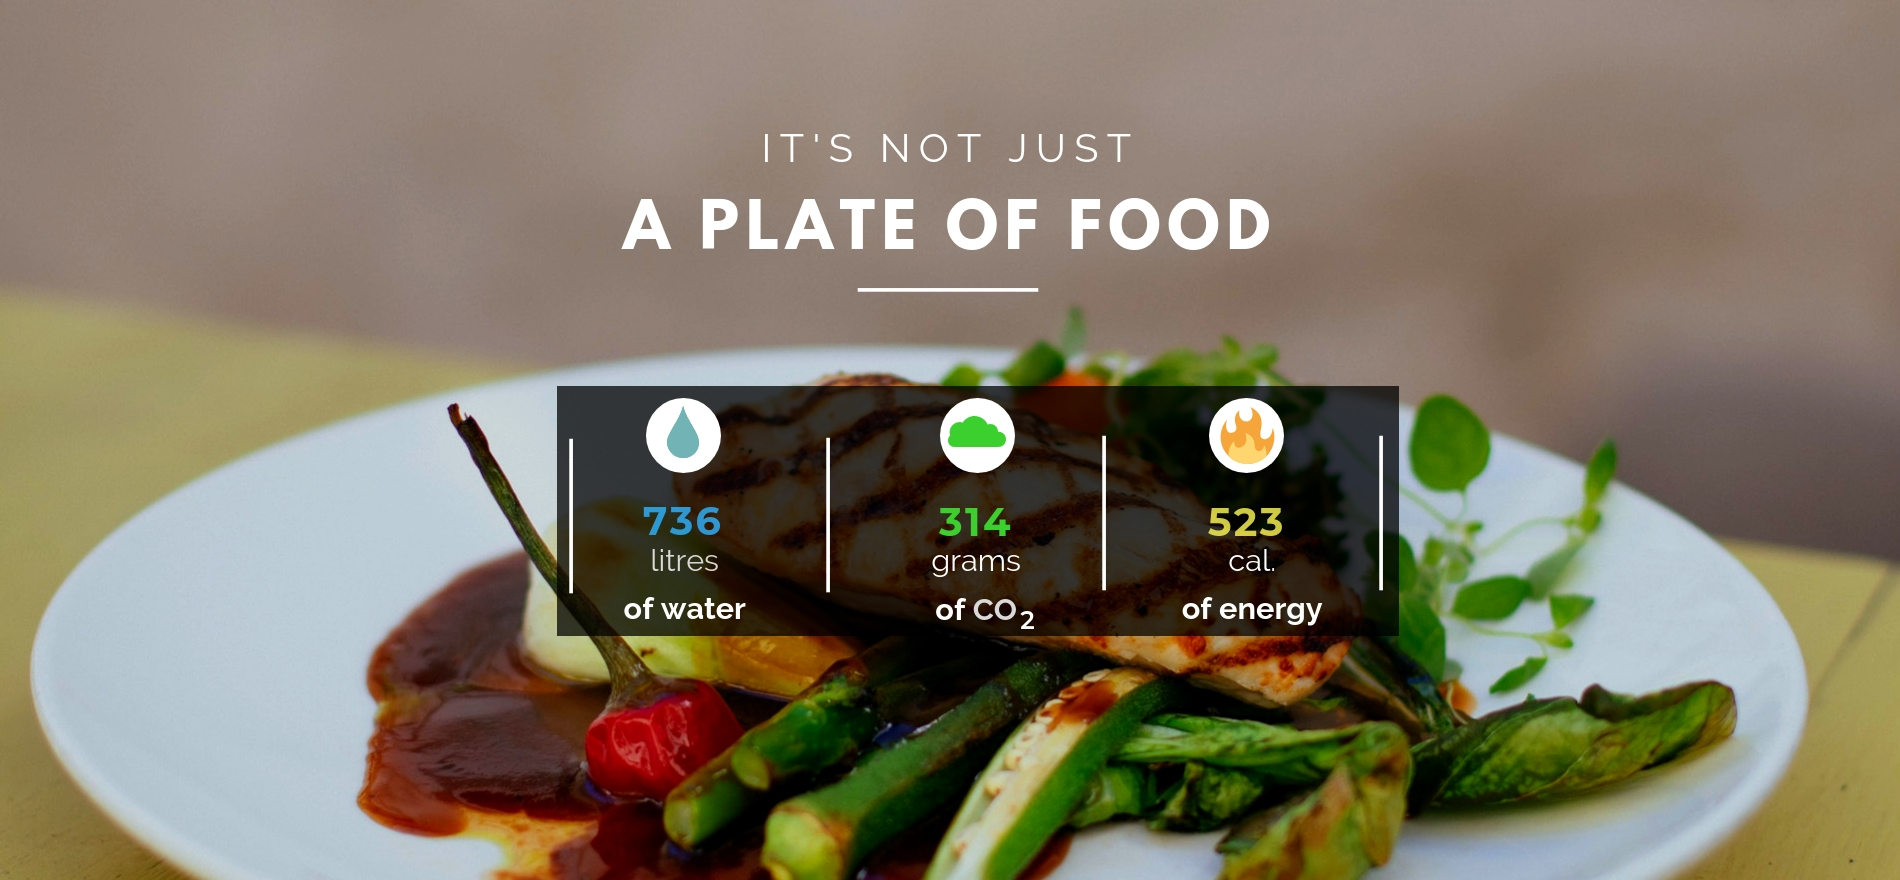 IT'S NOT JUST
A PLATE OF FOOD
736
litres
of water
314
grams
of CO2
523
cal.
of energy